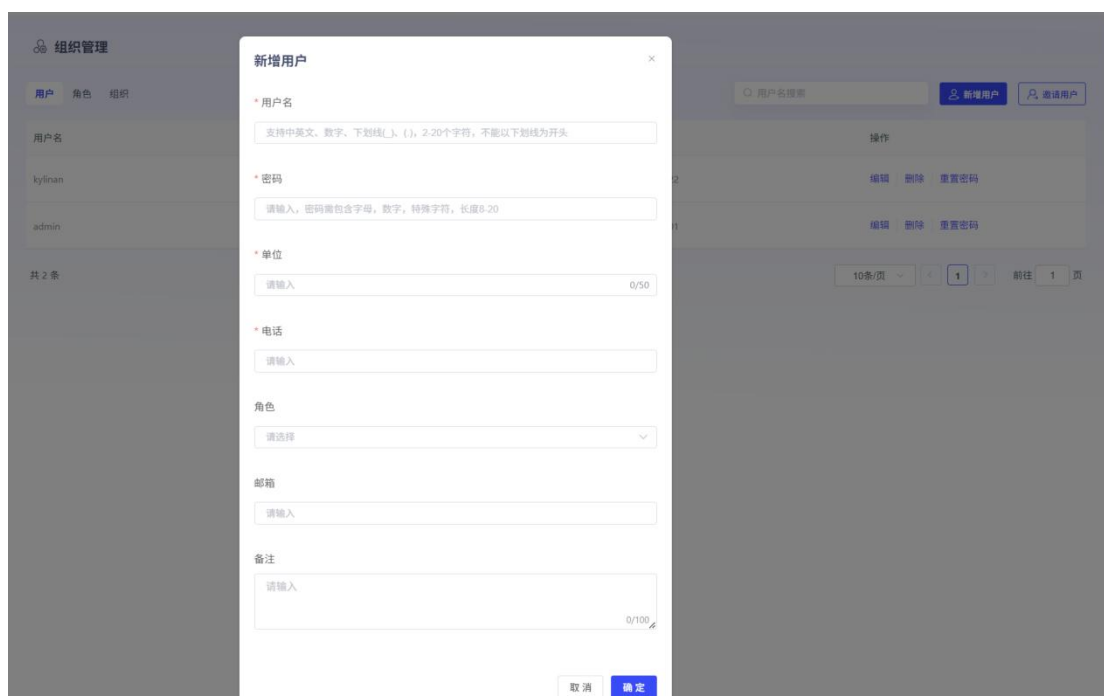 组织管理
新增用户
×
用户 角色 组织
用户名搜索
新增用户
邀请用户
* 用户名
支持中英文、数字、下划线(_)、(.)，2-20个字符，不能以下划线为开头
用户名
操作
* 密码
请输入，密码需包含字母，数字，特殊字符，长度8-20
kylinan
22
编辑 删除 重置密码
admin
编辑 删除 重置密码
* 单位
请输入
0/50
共 2 条
10条/页
<
1
>
前往 1 页
* 电话
请输入
角色
请选择
邮箱
请输入
备注
请输入
0/100
取消
确定